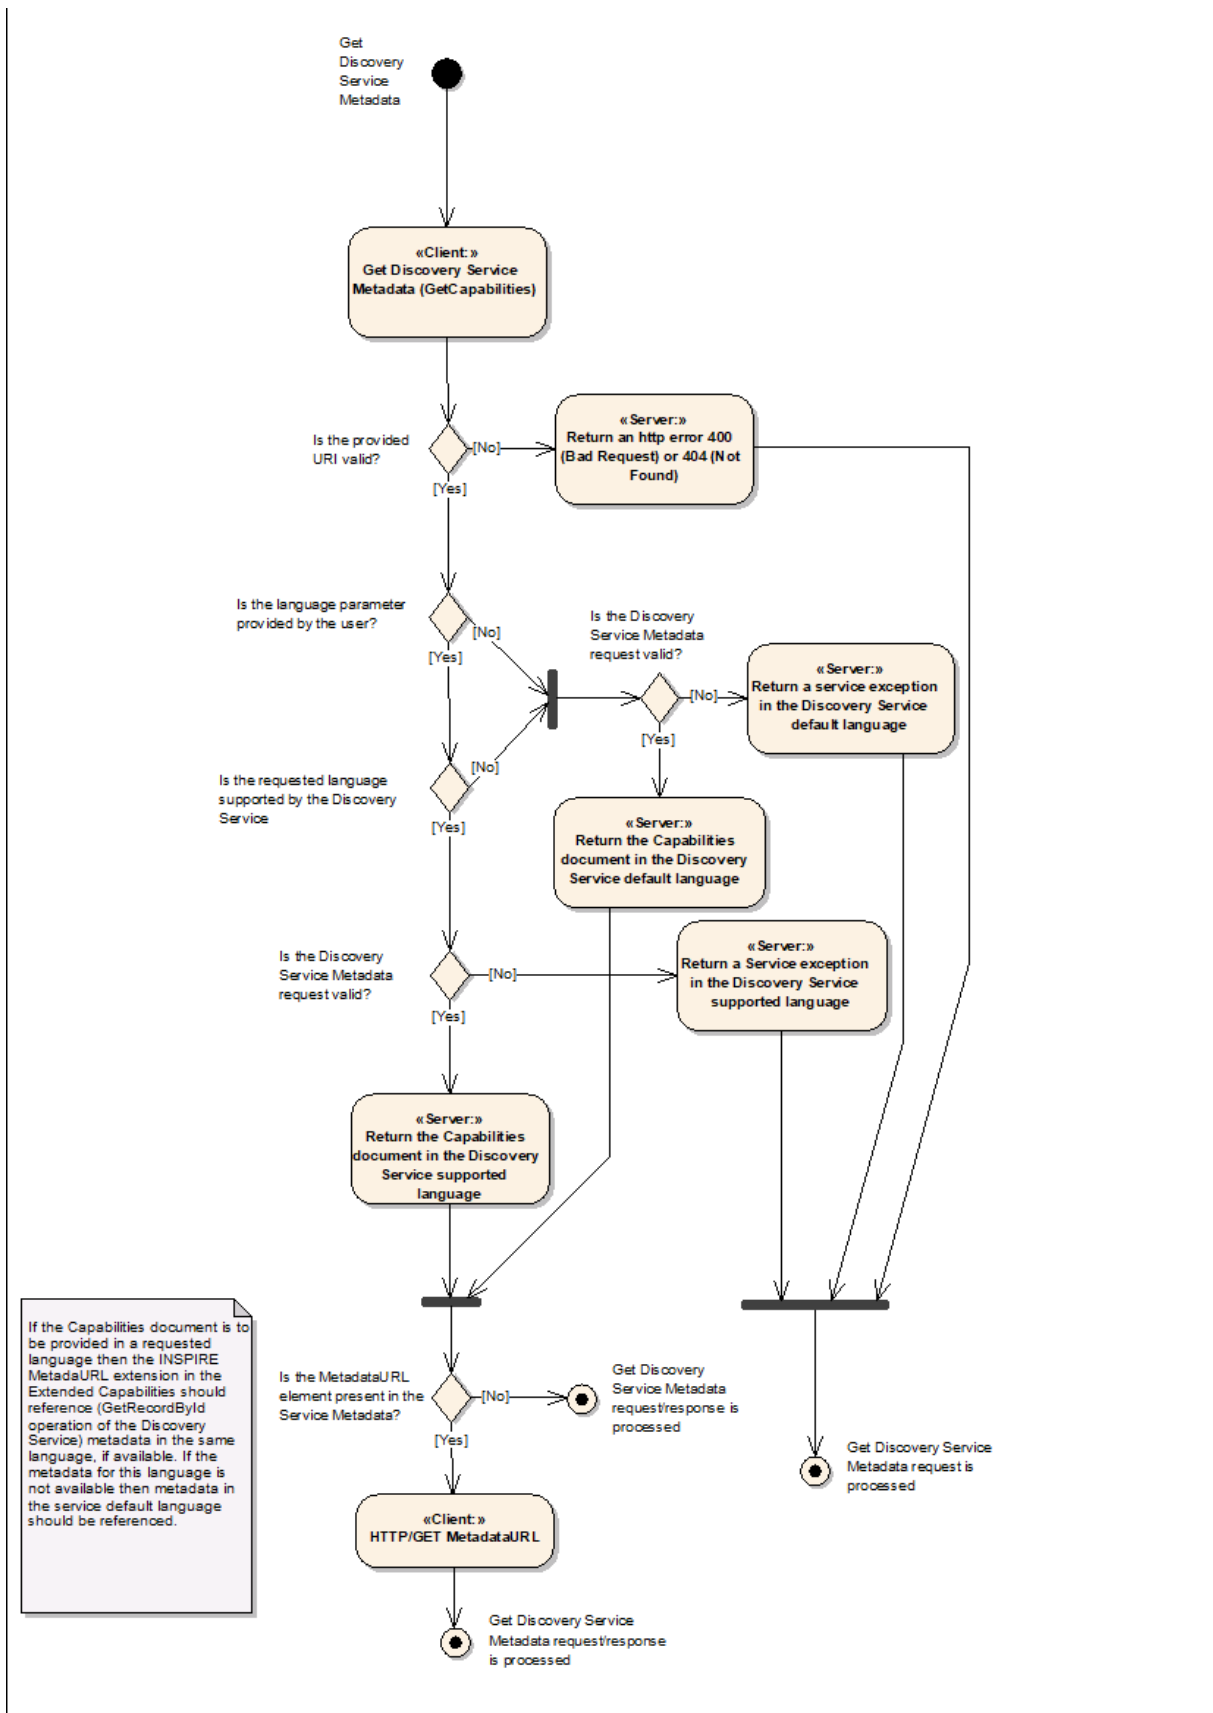 Get
Discovery
Service
Metadata
«Client:»
Get Discovery Service
Metadata (GetCapabilities)
Is the provided
URI valid?
[No]
[Yes]
«Server:»
Return an http error 400
(Bad Request) or 404 (Not
Found)
Is the language parameter
provided by the user?
[No]
[Yes]
Is the Discovery
Service Metadata
request valid?
[No]
[Yes]
«Server:»
Return a service exception
in the Discovery Service
default language
Is the requested language
supported by the Discovery
Service
[No]
[Yes]
«Server:»
Return the Capabilities
document in the Discovery
Service default language
Is the Discovery
Service Metadata
request valid?
[No]
[Yes]
«Server:»
Return a Service exception
in the Discovery Service
supported language
«Server:»
Return the Capabilities
document in the Discovery
Service supported
language
If the Capabilities document is to
be provided in a requested
language then the INSPIRE
MetadaURL extension in the
Extended Capabilities should
reference (GetRecordById
operation of the Discovery
Service) metadata in the same
language, if available. If the
metadata for this language is
not available then metadata in
the service default language
should be referenced.
Is the MetadataURL
element present in the
Service Metadata?
[No]
[Yes]
Get Discovery
Service Metadata
request/response is
processed
Get Discovery Service
Metadata request is
processed
«Client:»
HTTP/GET MetadataURL
Get Discovery Service
Metadata request/response
is processed